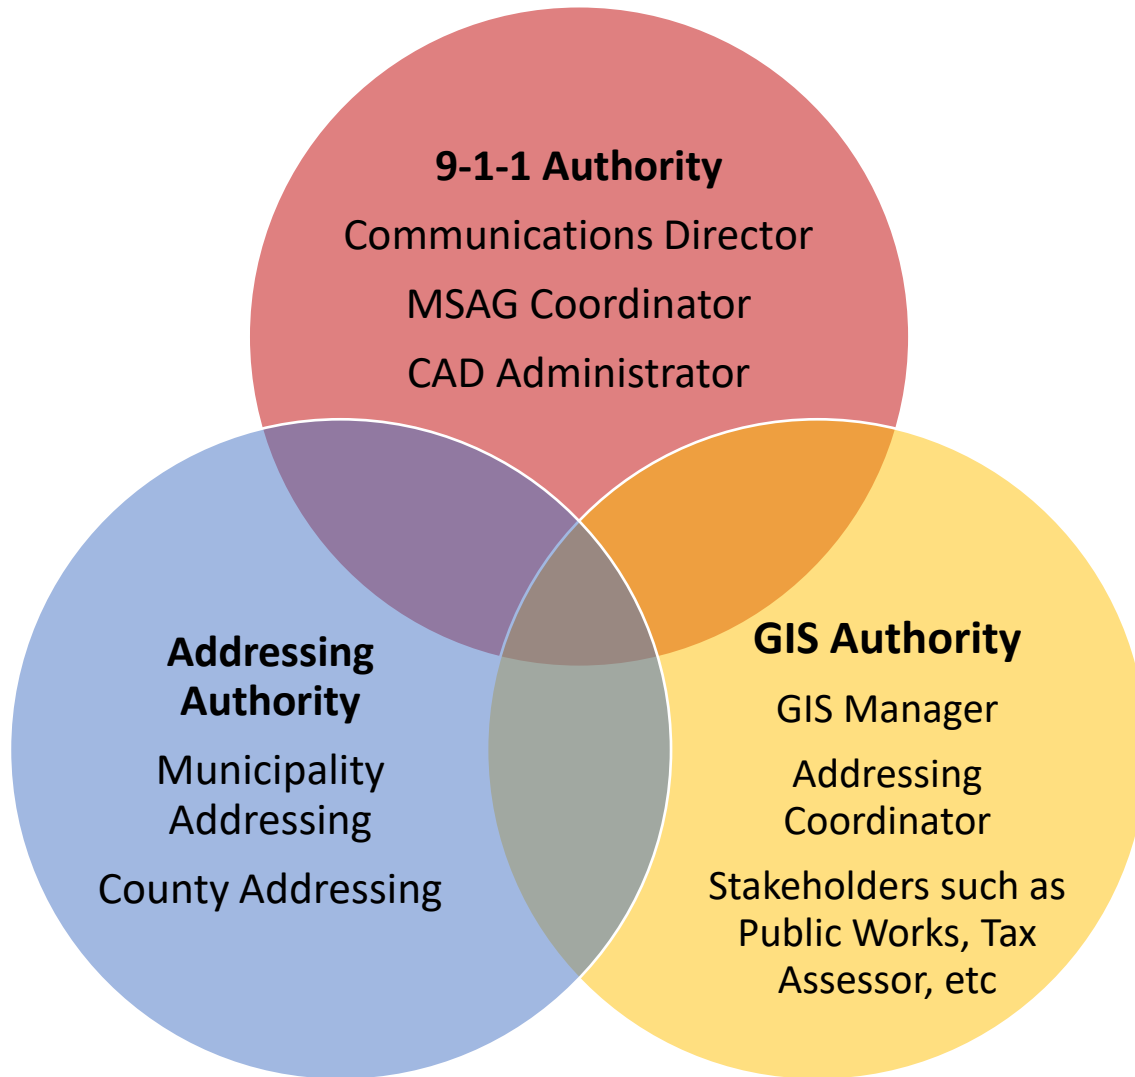 9-1-1 Authority
Communications Director
MSAG Coordinator
CAD Administrator
Addressing
Authority
Municipality
Addressing
County Addressing
GIS Authority
GIS Manager
Addressing
Coordinator
Stakeholders such as
Public Works, Tax
Assessor, etc